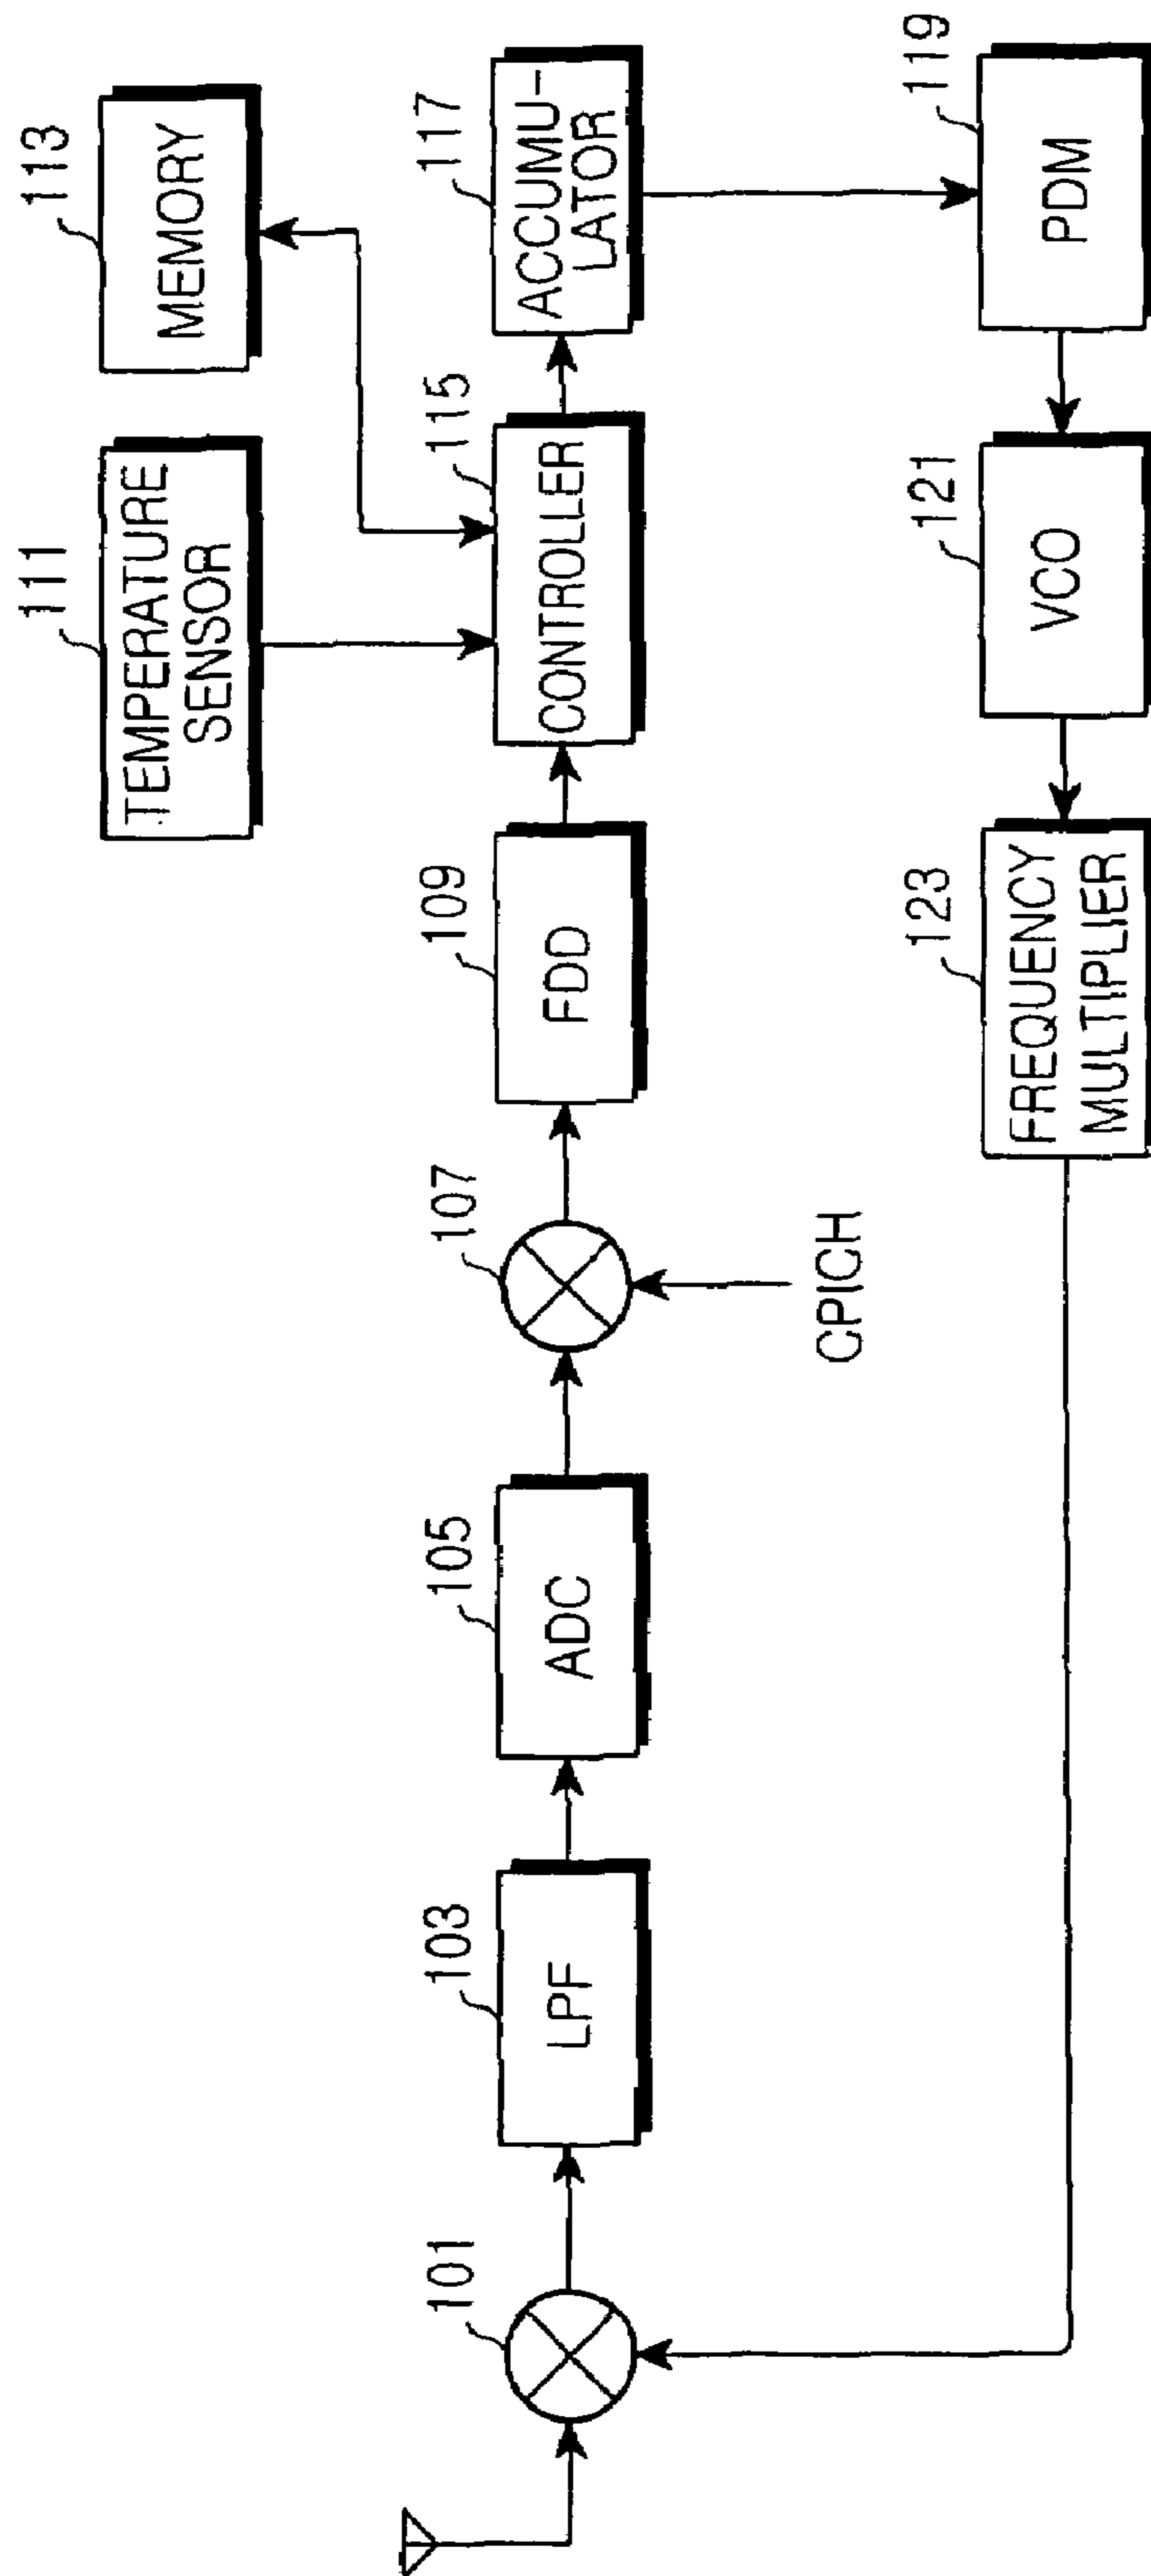 111
TEMPERATURE
SENSOR
113
MEMORY
101
103
LPF
105
ADC
107
CPICH
109
FDD
115
CONTROLLER
117
ACCUMU-
LATOR
123
FREQUENCY
MULTIPLIER
121
VCO
119
PDM